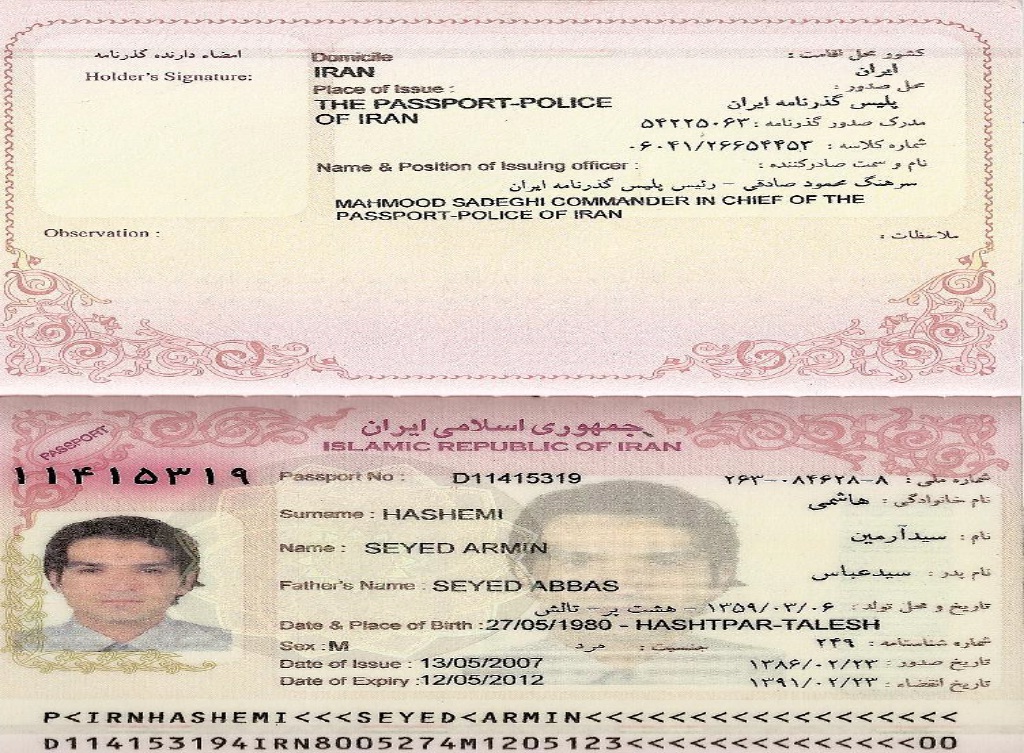 امضاء دارنده گذرنامه
Holder's Signature:
Domicile
کشور محل اقامت :
IRAN
ایران
Place of Issue :
محل صدور :
THE PASSPORT-POLICE
OF IRAN
پلیس گذرنامه ایران
مدرک صدور گذرنامه : ۵۴۲۲۵۰۶۳
شماره کلاسه : ۰۶۰۴۱/۲۶۶۵۴۴۵۳
Name & Position of Issuing officer :
نام و سمت صادرکننده :
سرهنگ محمود صادقی - رئیس پلیس گذرنامه ایران
MAHMOOD SADEGHI COMMANDER IN CHIEF OF THE
PASSPORT-POLICE OF IRAN
Observation :
ملاحظات :
PASSPORT
جمهوری اسلامی ایران
ISLAMIC REPUBLIC OF IRAN
۱۱۴۱۵۳۱۹
Passport No : D11415319
شماره ملی : ۲۶۳-۰۸۴۶۲۸-۸
Surname : HASHEMI
نام خانوادگی : هاشمی
Name : SEYED ARMIN
نام : سیدآرمین
Father's Name : SEYED ABBAS
نام پدر : سیدعباس
تاریخ و محل تولد : ۱۳۵۹/۰۳/۰۶ - هشت پر- تالش
Date & Place of Birth :27/05/1980 - HASHTPAR-TALESH
Sex : M
جنسیت : مرد
شماره شناسنامه : ۲۴۹
Date of Issue : 13/05/2007
تاریخ صدور : ۱۳۸۶/۰۲/۲۳
Date of Expiry :12/05/2012
تاریخ انقضاء : ۱۳۹۱/۰۲/۲۳
P<IRNHASHEMI<<<SEYED<ARMIN<<<<<<<<<<<<<<<<<<
D114153194IRN8005274M1205123<<<<<<<<<<<<<<00